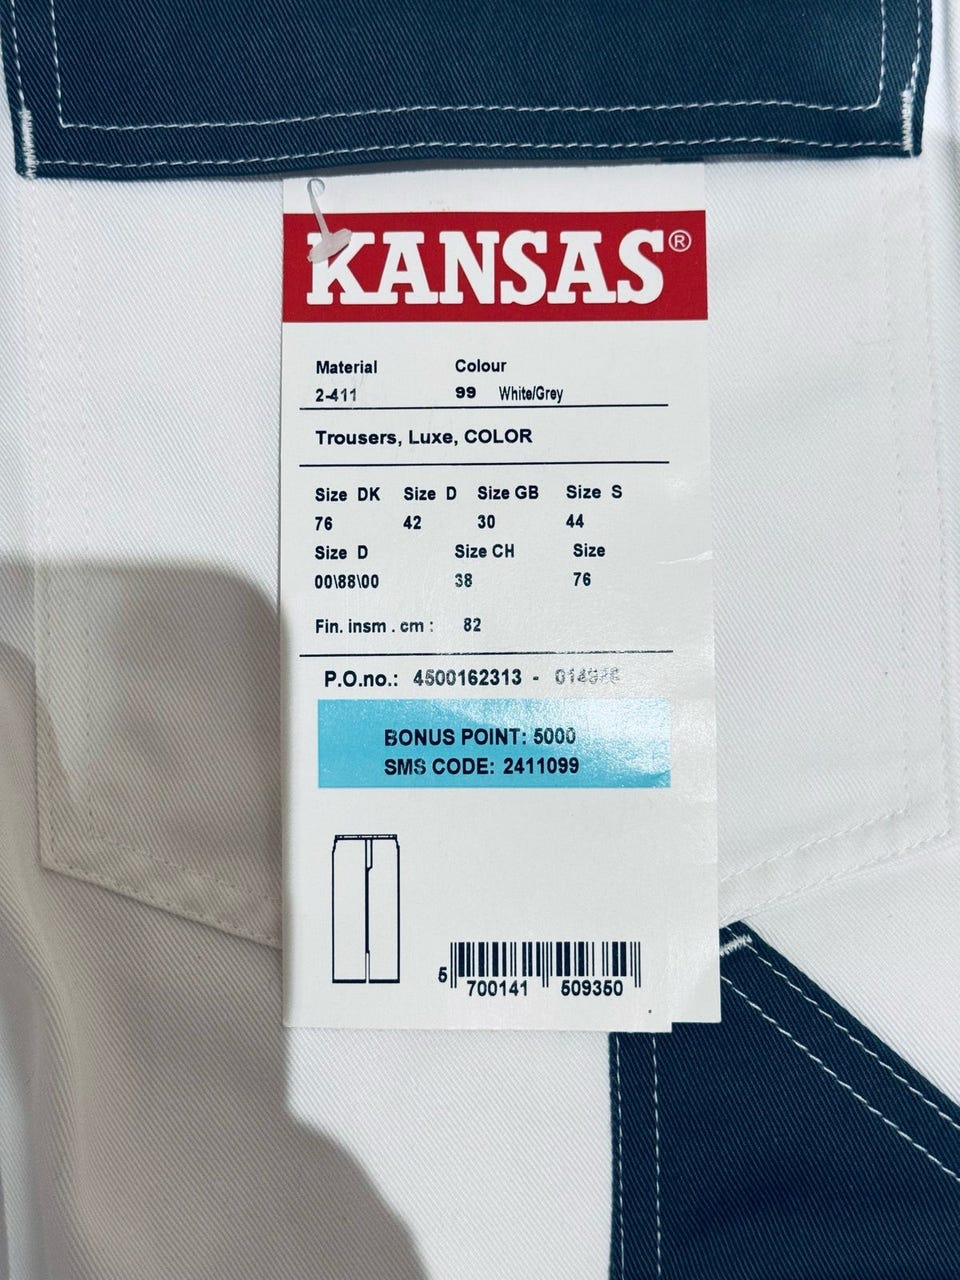 KANSAS®
Material Colour
2-411 99 White/Grey
Trousers, Luxe, COLOR
Size DK Size D Size GB Size S
76 42 30 44
Size D Size CH Size
00\88\00 38 76
Fin. insm . cm : 82
P.O.no.: 4500162313 -
BONUS POINT: 5000
SMS CODE: 2411099
5 700141 509350